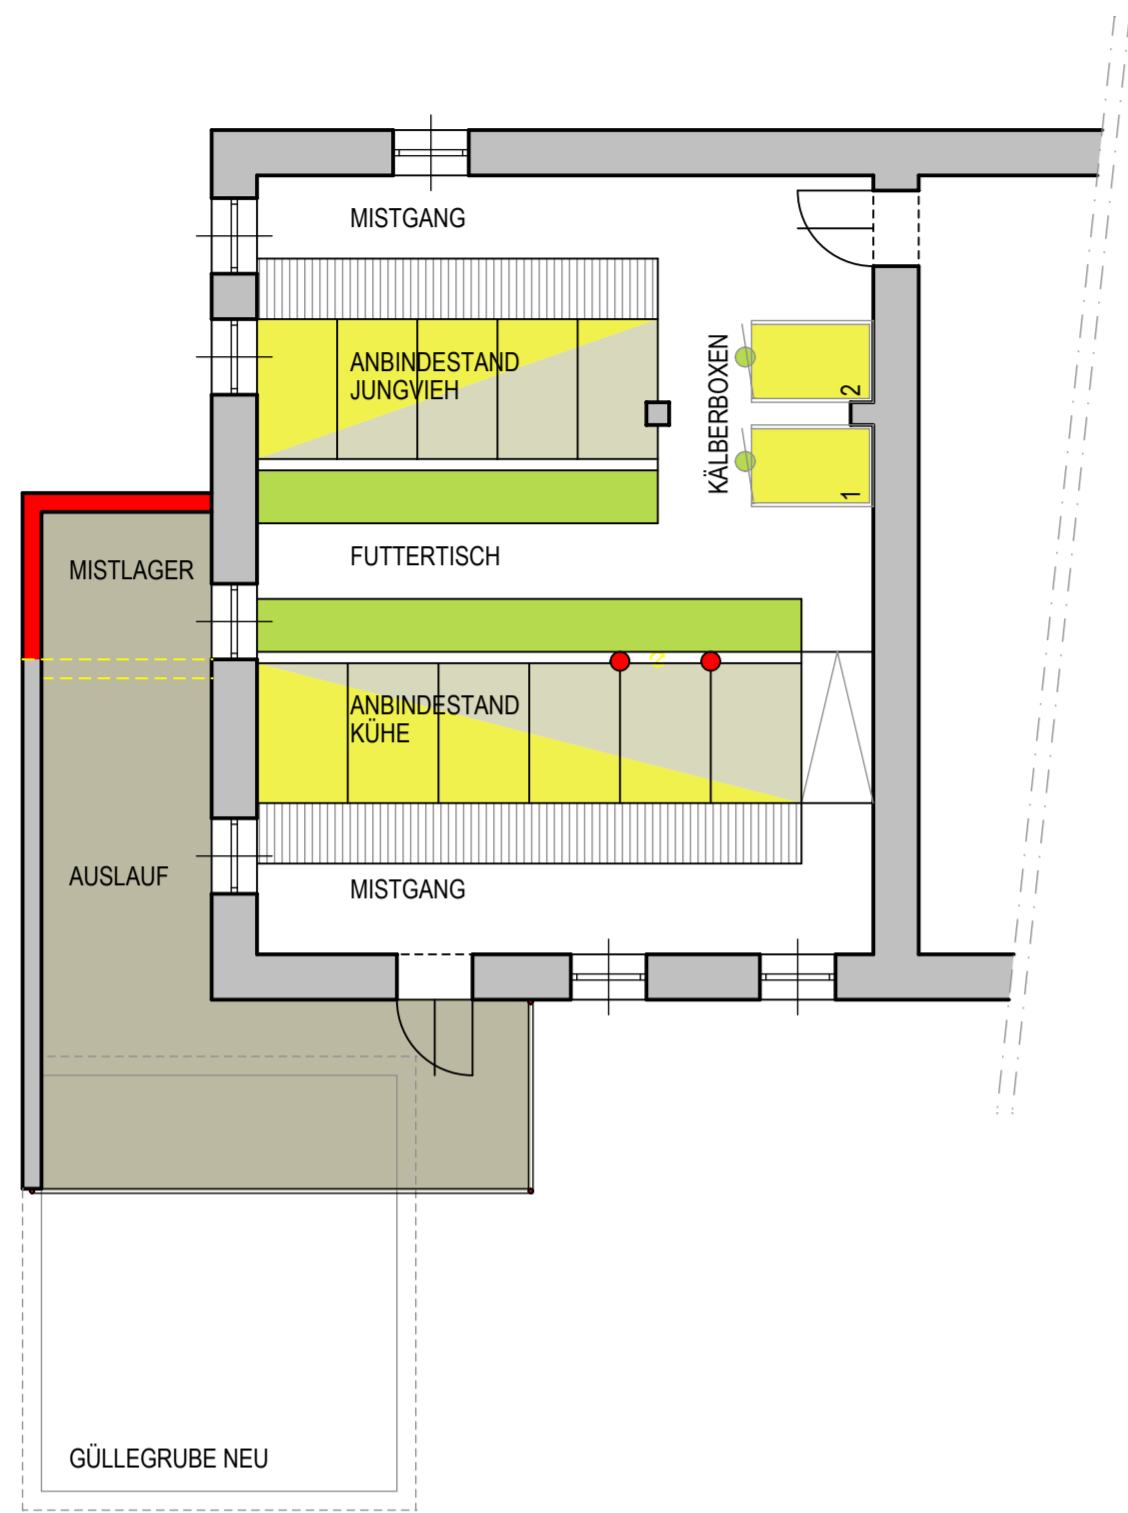 MISTGANG
ANBINDESTAND
JUNGVIEH
KÄLBERBOXEN
2
1
FUTTERTISCH
MISTLAGER
ANBINDESTAND
KÜHE
AUSLAUF
MISTGANG
GÜLLEGRUBE NEU